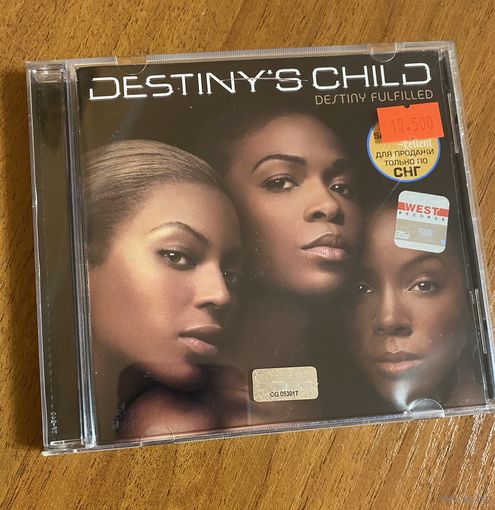 DESTINY'S CHILD
DESTINY FULFILLED
17.500
ДЛЯ ПРОДАЖИ
ТОЛЬКО ПО
СНГ
WEST
RECORDS
CG 053017